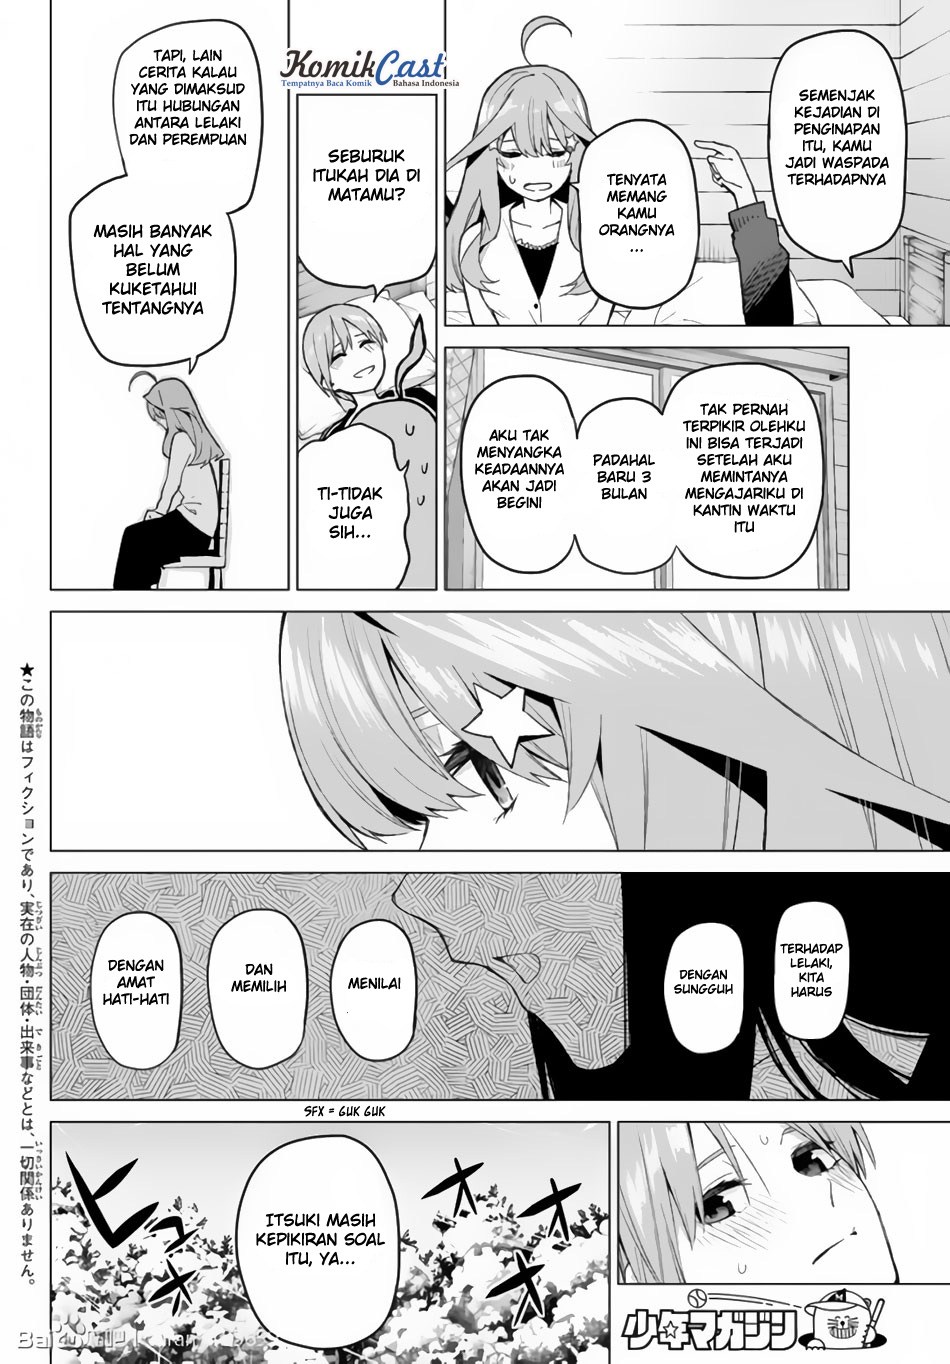 KomikCast
Tempatnya Baca Komik Bahasa Indonesia
SEMENJAK
KEJADIAN DI
PENGINAPAN
ITU, KAMU
JADI WASPADA
TERHADAPNYA
TENYATA
MEMANG
KAMU
ORANGNYA
...
SEBURUK
ITUKAH DIA DI
MATAMU?
TI-TIDAK
JUGA
SIH...
TAPI, LAIN
CERITA KALAU
YANG DIMAKSUD
ITU HUBUNGAN
ANTARA LELAKI
DAN PEREMPUAN
MASIH BANYAK
HAL YANG
BELUM
KUKETAHUI
TENTANGNYA
TAK PERNAH
TERPIKIR OLEHKU
INI BISA TERJADI
SETELAH AKU
MEMINTANYA
MENGAJARIKU DI
KANTIN WAKTU
ITU
PADAHAL
BARU 3
BULAN
AKU TAK
MENYANGKA
KEADAANNYA
AKAN JADI
BEGINI
TERHADAP
LELAKI,
KITA
HARUS
DENGAN
SUNGGUH
MENILAI
DAN
MEMILIH
DENGAN
AMAT
HATI-HATI
SFX = GUK GUK
ITSUKI MASIH
KEPIKIRAN SOAL
ITU, YA...
ヒュ
★この物語はフィクションであり、実在の人物・団体・出来事などとは、一切関係ありません。
少年マガジン